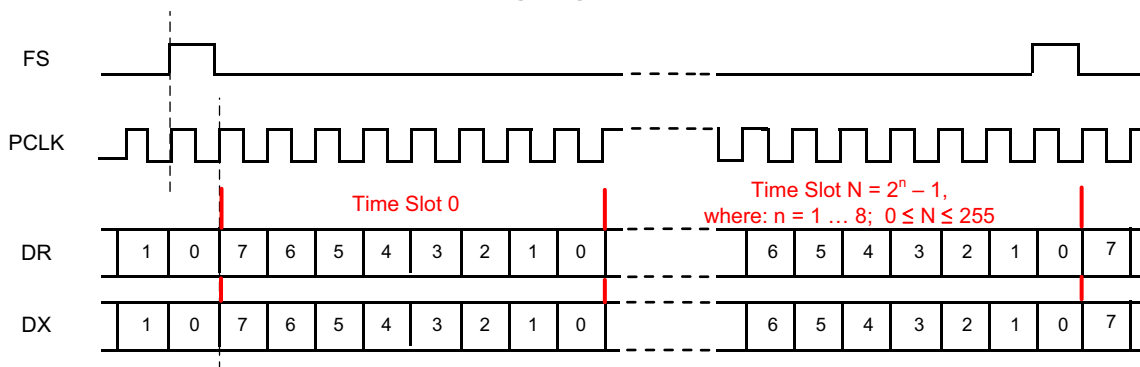 FS
PCLK
Time Slot 0
Time Slot N = 2ⁿ – 1,
where: n = 1 … 8; 0 ≤ N ≤ 255
DR 1 0 7 6 5 4 3 2 1 0 6 5 4 3 2 1 0 7
DX 1 0 7 6 5 4 3 2 1 0 6 5 4 3 2 1 0 7